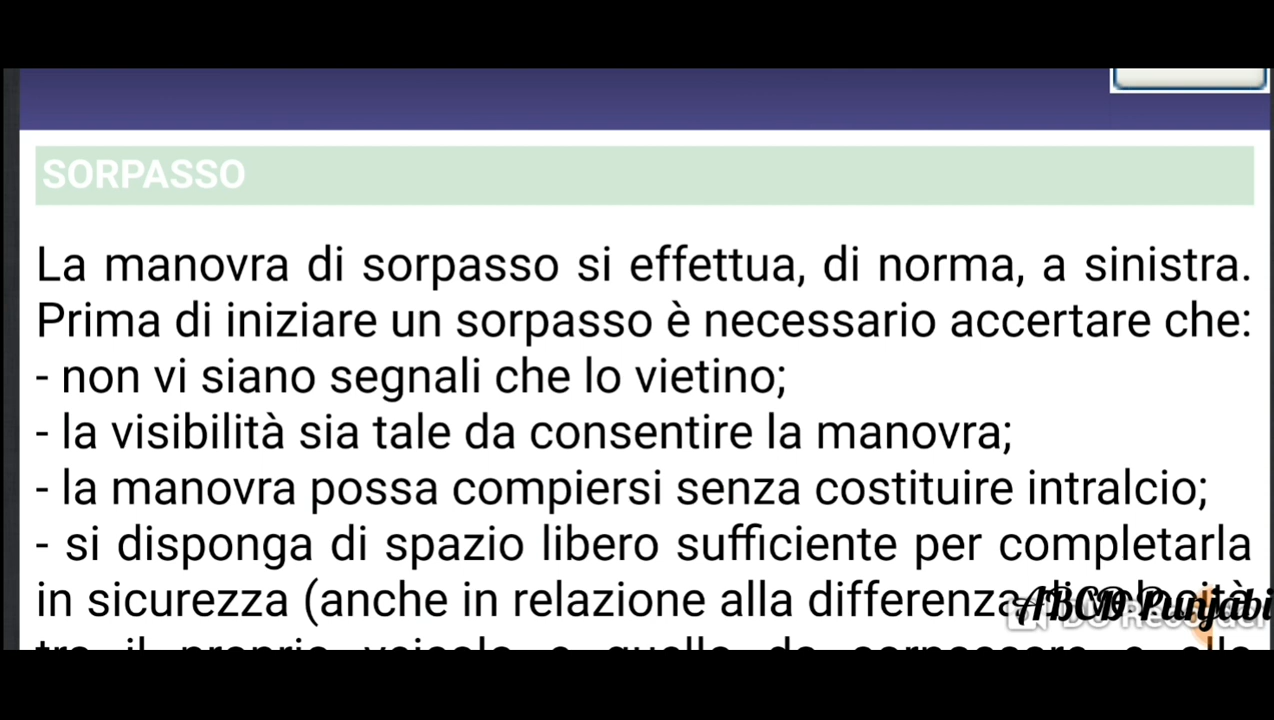 SORPASSO
La manovra di sorpasso si effettua, di norma, a sinistra.
Prima di iniziare un sorpasso è necessario accertare che:
- non vi siano segnali che lo vietino;
- la visibilità sia tale da consentire la manovra;
- la manovra possa compiersi senza costituire intralcio;
- si disponga di spazio libero sufficiente per completarla
in sicurezza (anche in relazione alla differenza
ABCD Punjabi